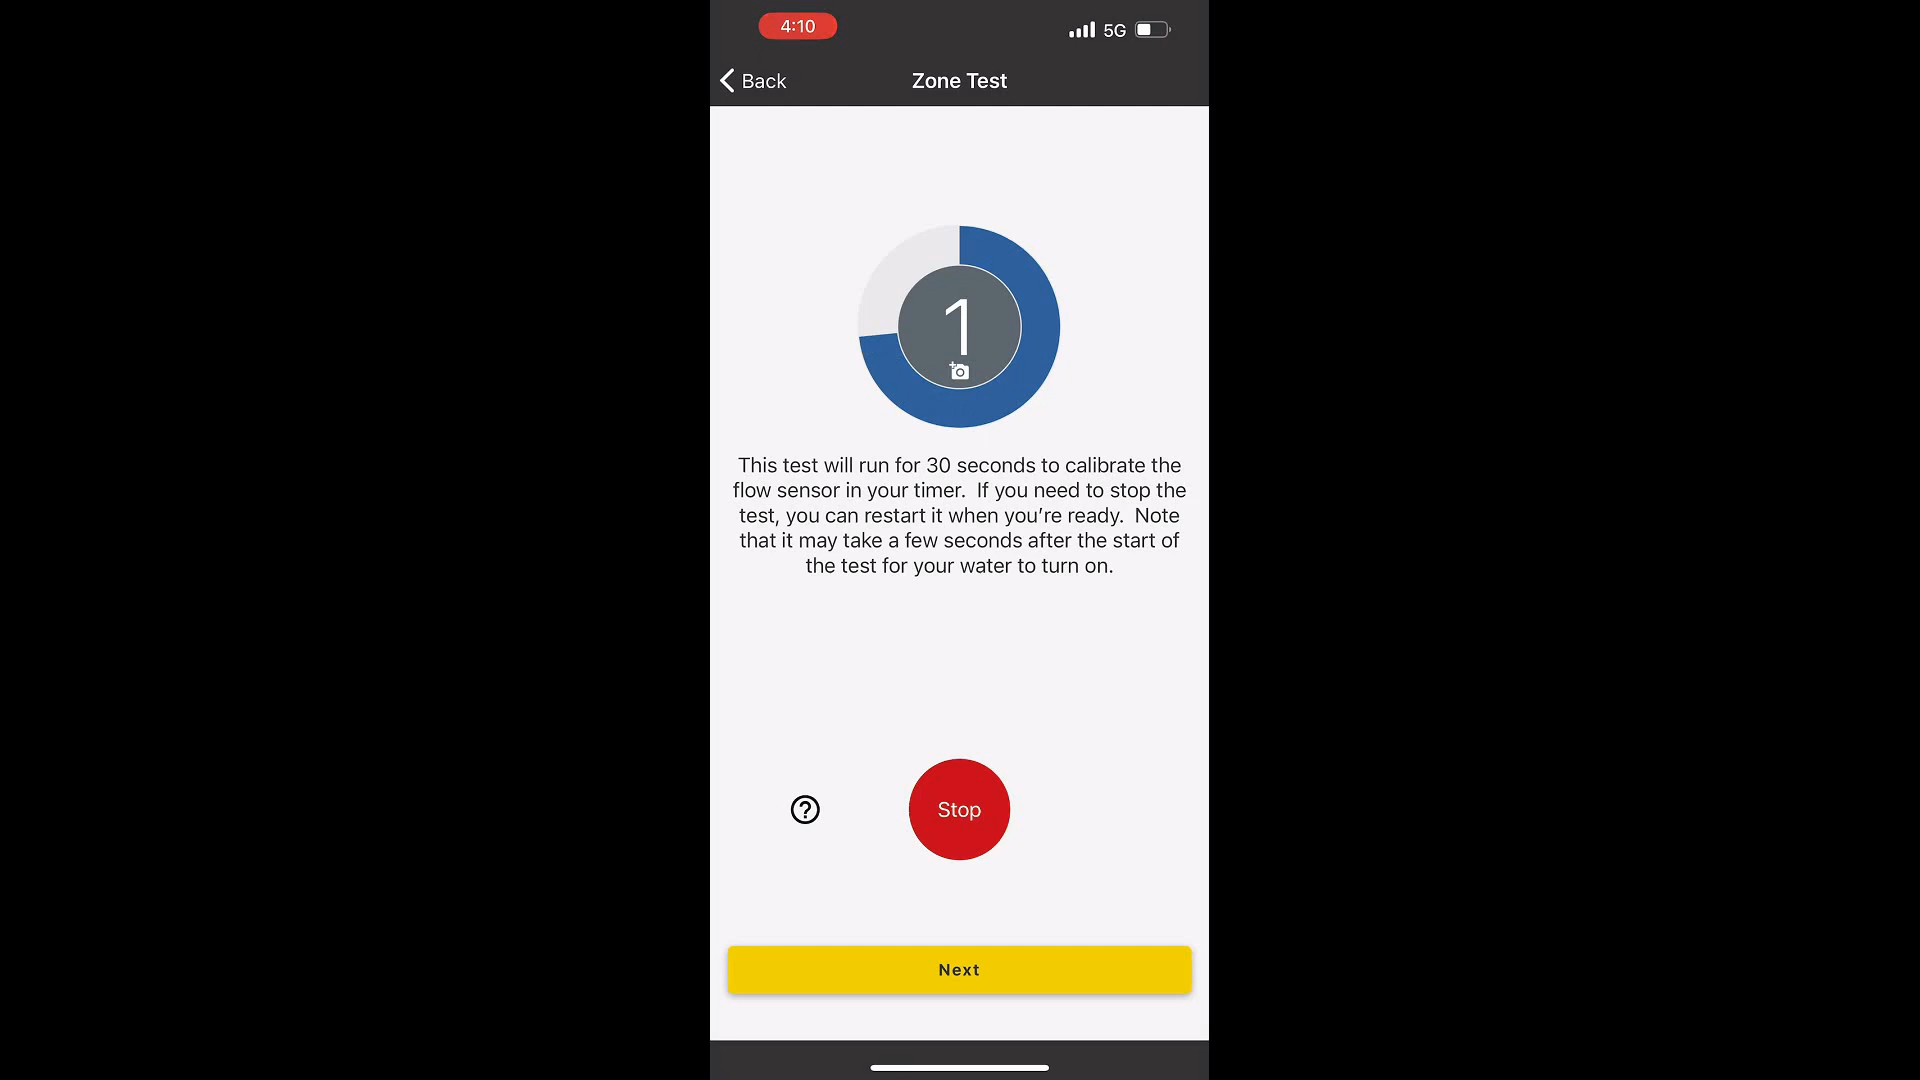 4:10
5G
Back
Zone Test
1
This test will run for 30 seconds to calibrate the
flow sensor in your timer.  If you need to stop the
test, you can restart it when you’re ready.  Note
that it may take a few seconds after the start of
the test for your water to turn on.
Stop
Next